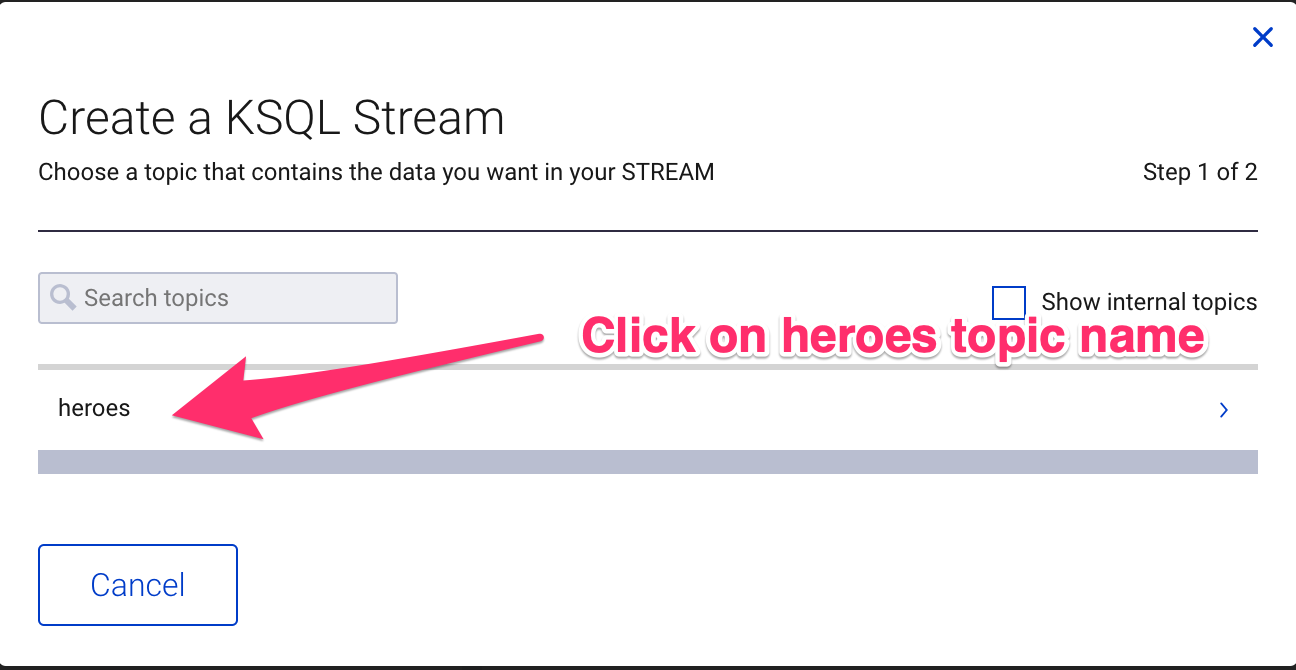 Create a KSQL Stream
Choose a topic that contains the data you want in your STREAM
Step 1 of 2
Search topics
Show internal topics
Click on heroes topic name
heroes
Cancel